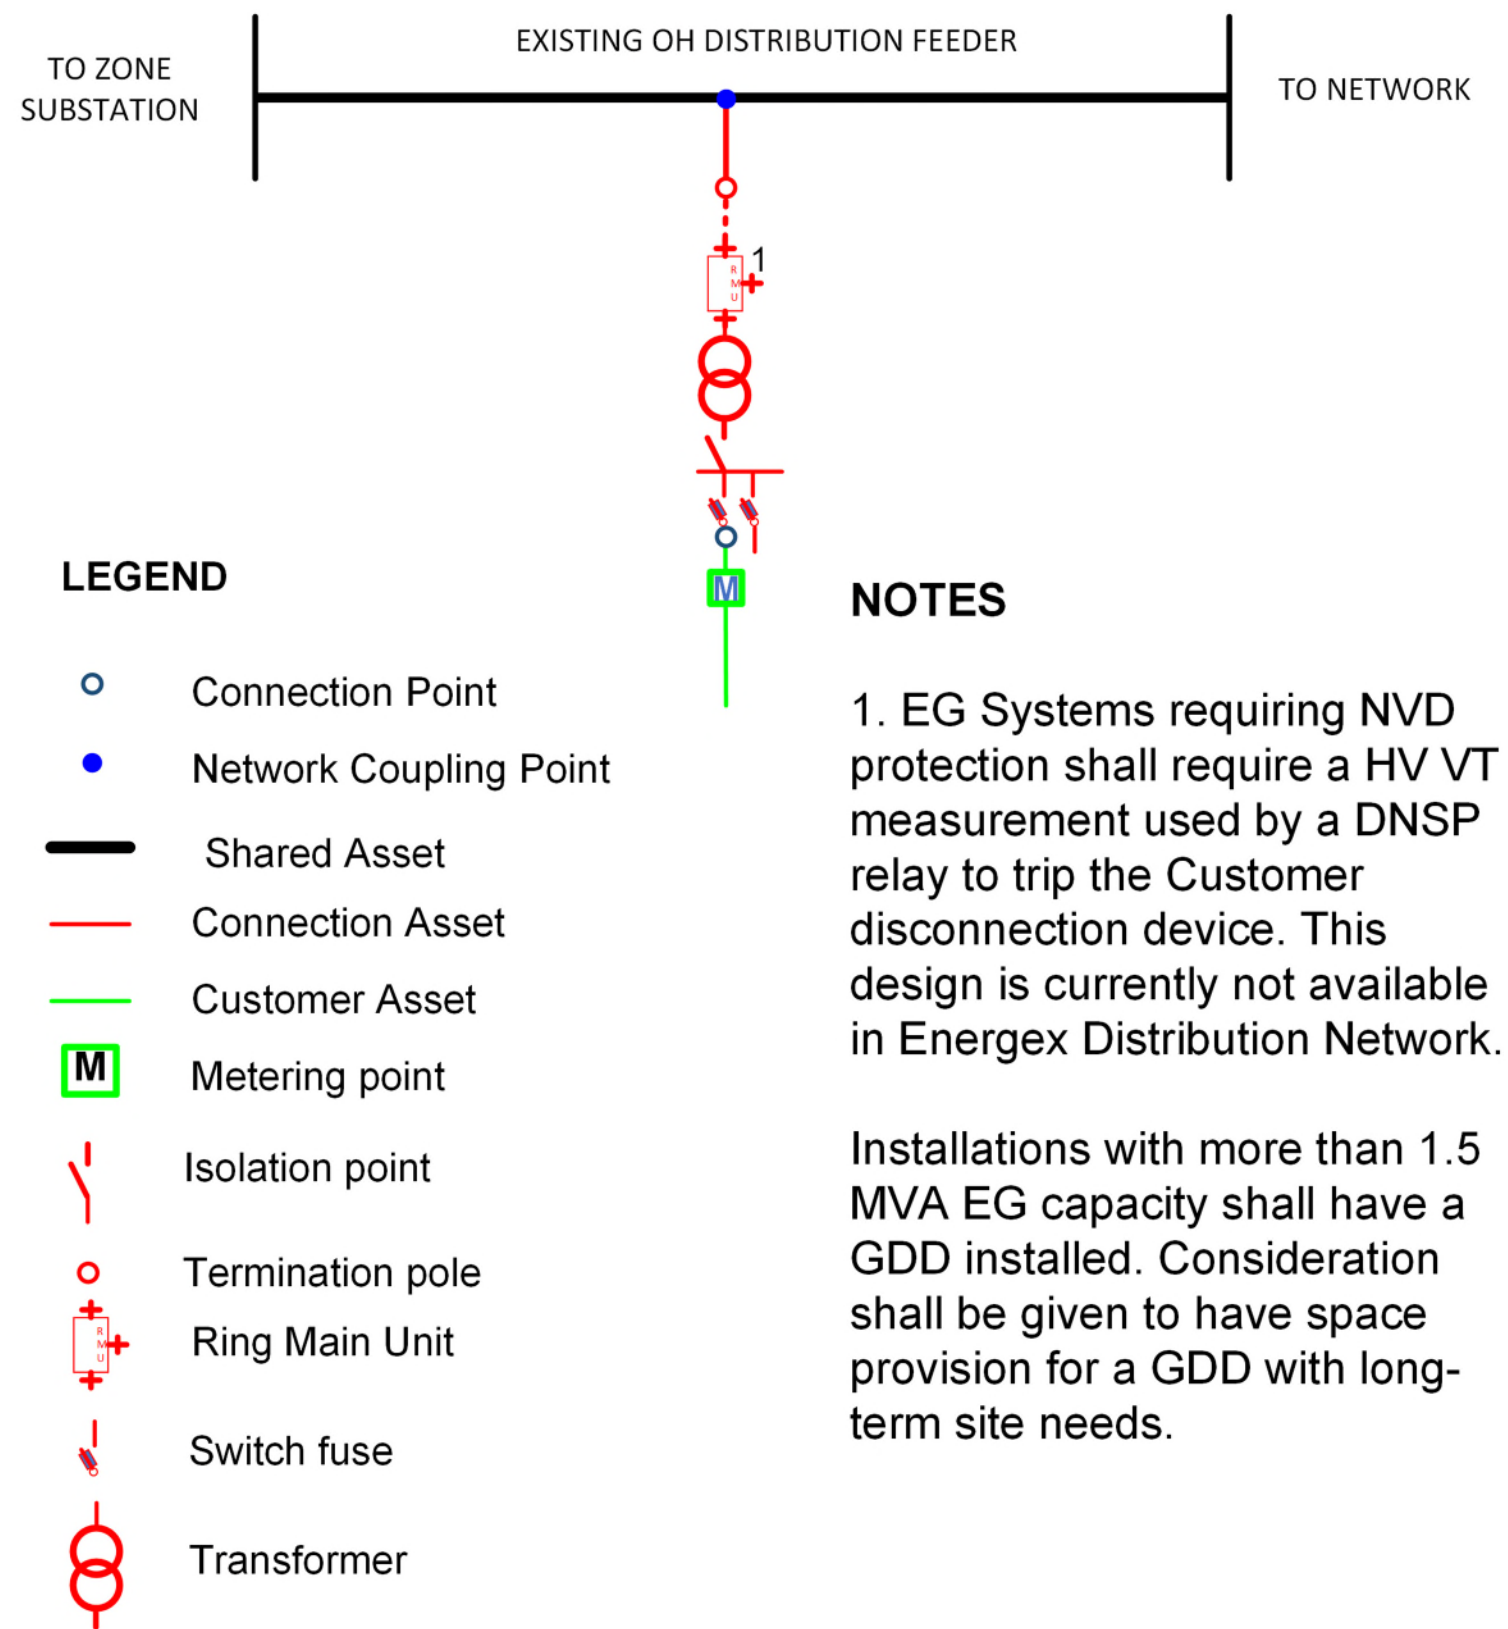 EXISTING OH DISTRIBUTION FEEDER
TO ZONE
SUBSTATION
TO NETWORK
1
R
M
U
M
LEGEND
Connection Point
Network Coupling Point
Shared Asset
Connection Asset
Customer Asset
M
Metering point
Isolation point
Termination pole
R
M
U
Ring Main Unit
Switch fuse
Transformer
NOTES
1. EG Systems requiring NVD
protection shall require a HV VT
measurement used by a DNSP
relay to trip the Customer
disconnection device. This
design is currently not available
in Energex Distribution Network.
Installations with more than 1.5
MVA EG capacity shall have a
GDD installed. Consideration
shall be given to have space
provision for a GDD with long-
term site needs.